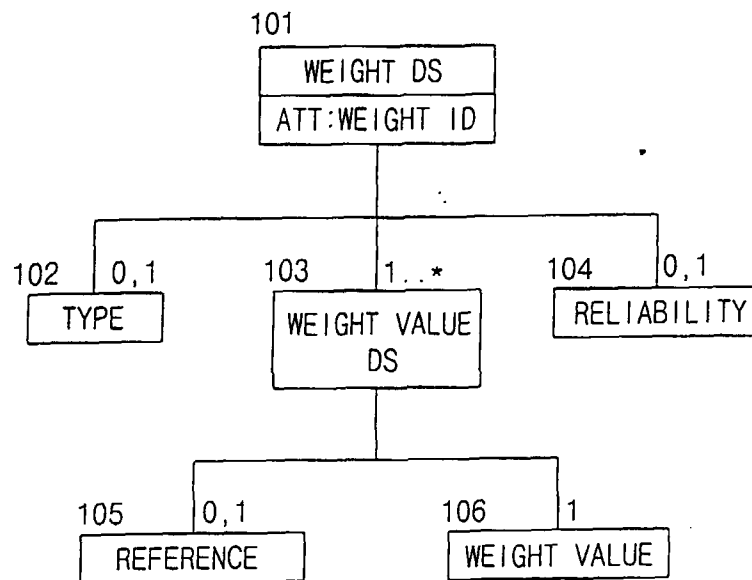 101
WEIGHT DS
ATT:WEIGHT ID
102 0,1 103 1..* 104 0,1
TYPE
WEIGHT VALUE
DS
RELIABILITY
105 0,1 106 1
REFERENCE
WEIGHT VALUE